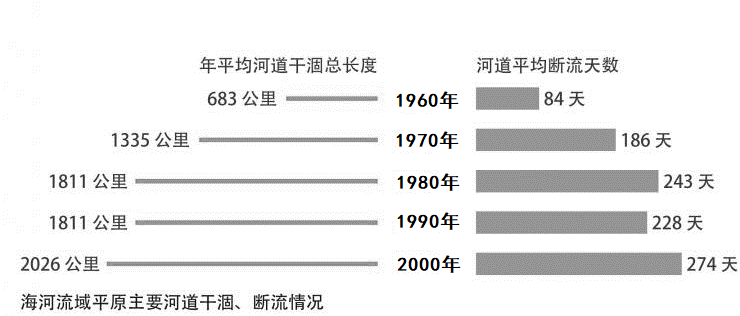 年平均河道干涸总长度 河道平均断流天数
683 公里 1960年 84 天
1335 公里 1970年 186 天
1811 公里 1980年 243 天
1811 公里 1990年 228 天
2026 公里 2000年 274 天
海河流域平原主要河道干涸、断流情况